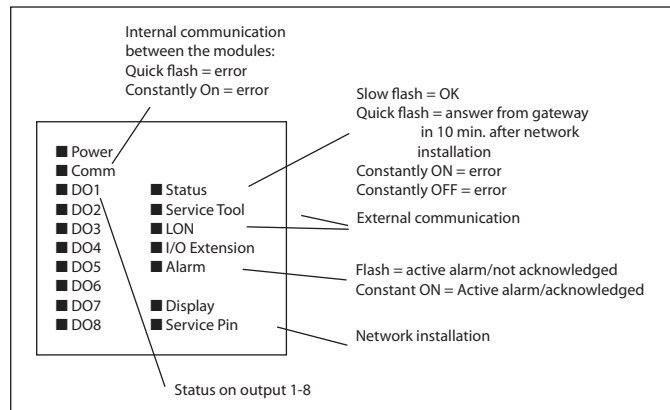 Internal communication
between the modules:
Quick flash = error
Constantly On = error
Slow flash = OK
Quick flash = answer from gateway
in 10 min. after network
installation
Constantly ON = error
Constantly OFF = error
External communication
Flash = active alarm/not acknowledged
Constant ON = Active alarm/acknowledged
Network installation
■ Power
■ Comm
■ DO1
■ DO2
■ DO3
■ DO4
■ DO5
■ DO6
■ DO7
■ DO8
■ Status
■ Service Tool
■ LON
■ I/O Extension
■ Alarm
■ Display
■ Service Pin
Status on output 1-8